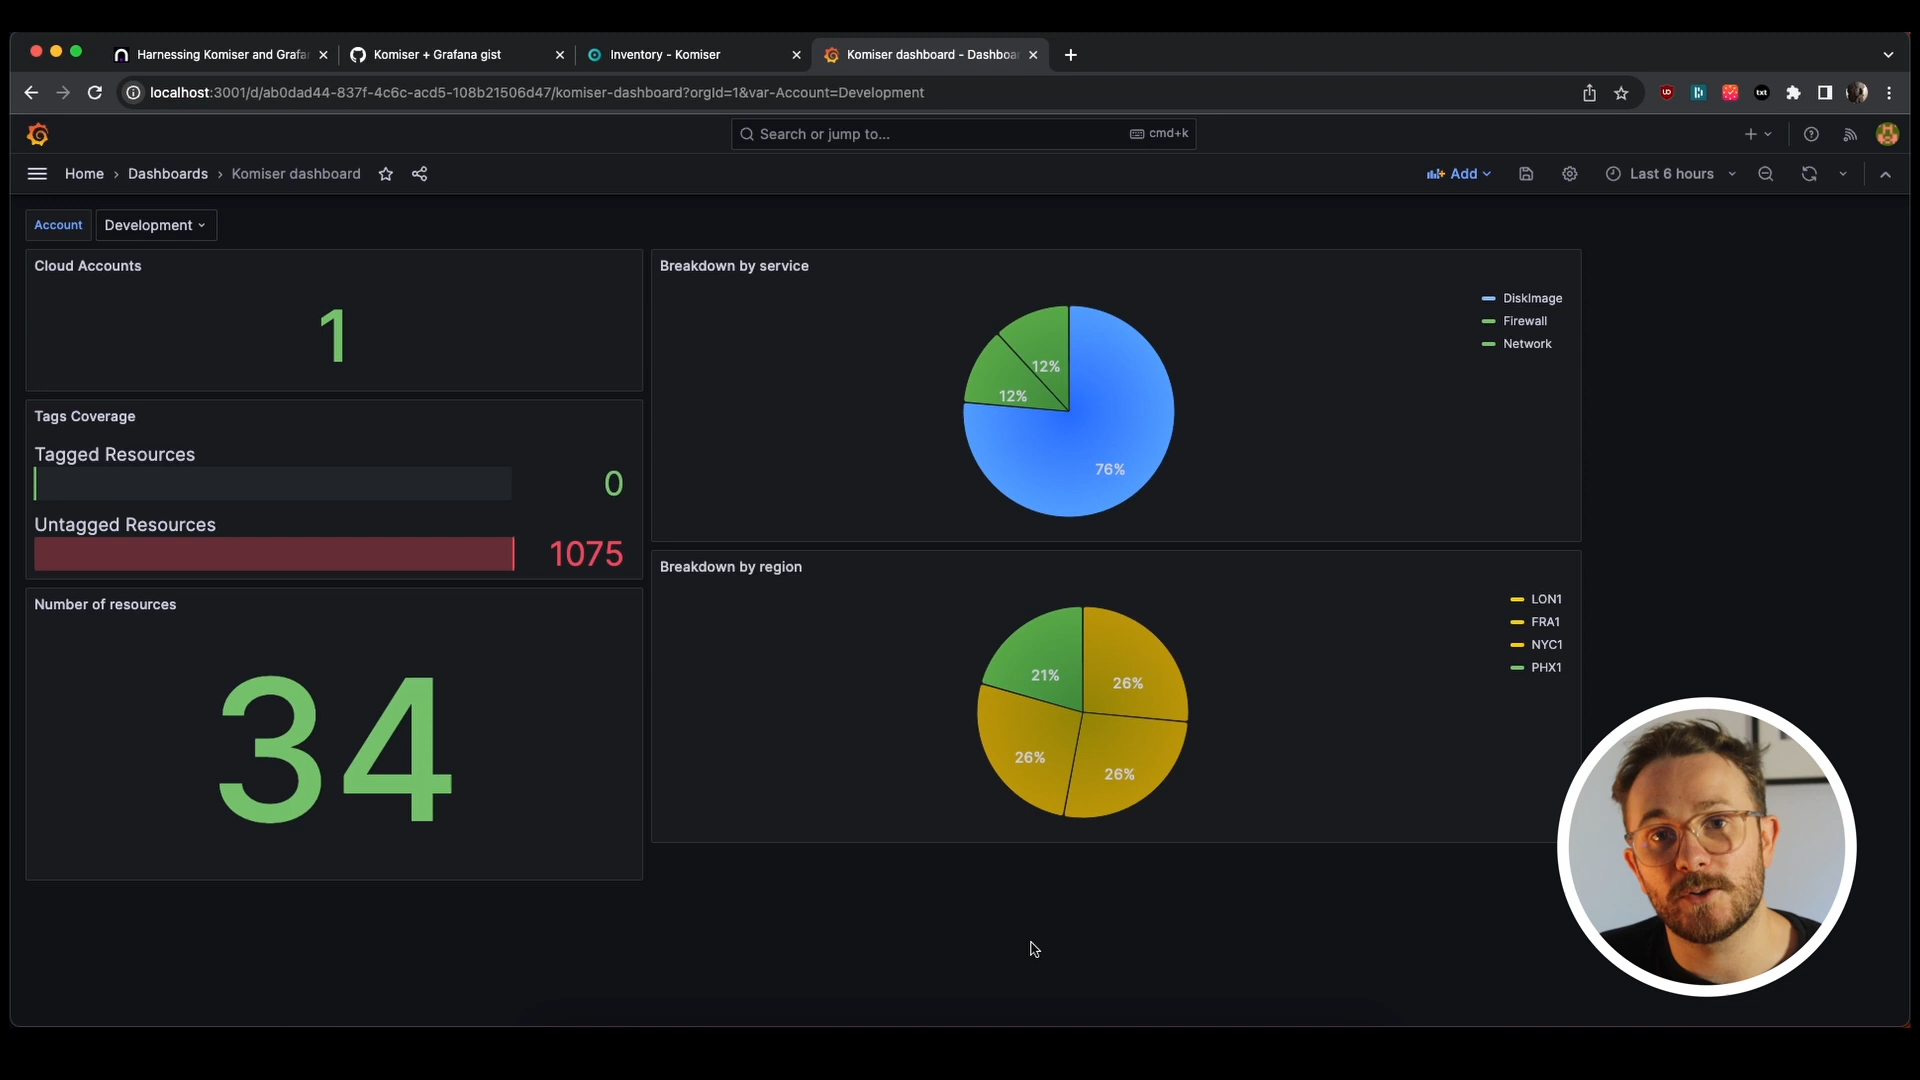 Harnessing Komiser and Grafa
Komiser + Grafana gist
Inventory - Komiser
Komiser dashboard - Dashboa
localhost:3001/d/ab0dad44-837f-4c6c-acd5-108b21506d47/komiser-dashboard?orgId=1&var-Account=Development
txt
Search or jump to...
cmd+k
Home › Dashboards › Komiser dashboard
Add
Last 6 hours
Account
Development
Cloud Accounts
1
Tags Coverage
Tagged Resources
0
Untagged Resources
1075
Number of resources
34
Breakdown by service
DiskImage
Firewall
Network
12%
12%
76%
Breakdown by region
LON1
FRA1
NYC1
PHX1
21%
26%
26%
26%